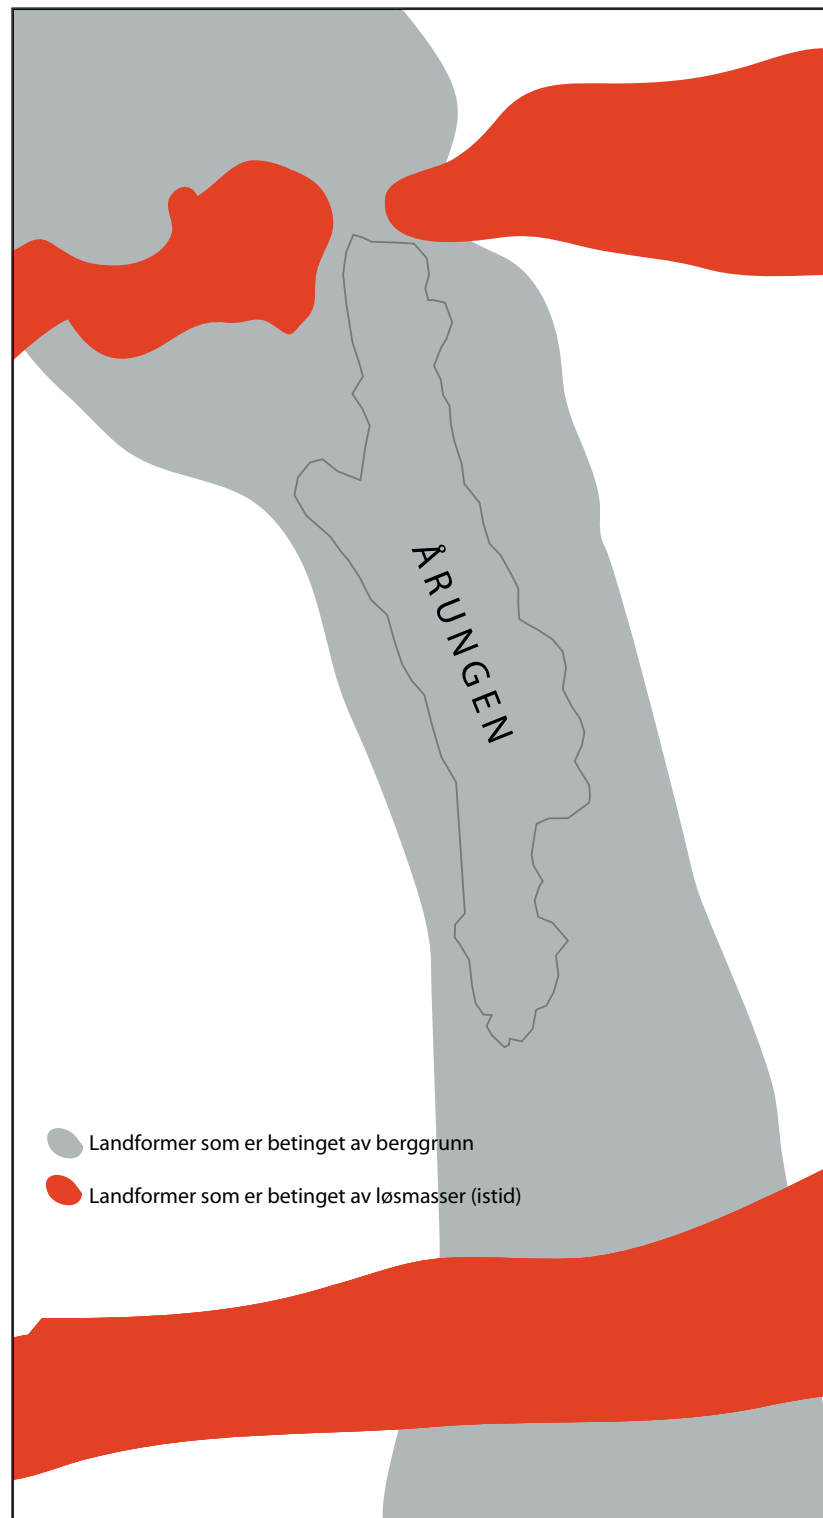 ÅRUNGEN
Landformer som er betinget av berggrunn
Landformer som er betinget av løsmasser (istid)